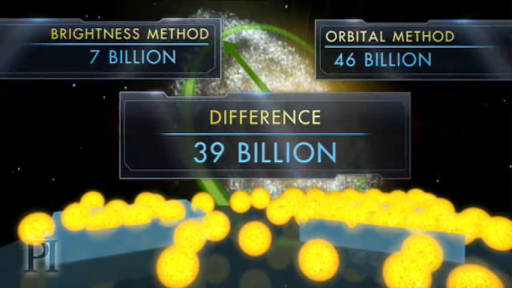 BRIGHTNESS METHOD
7 BILLION
ORBITAL METHOD
46 BILLION
DIFFERENCE
39 BILLION
PI